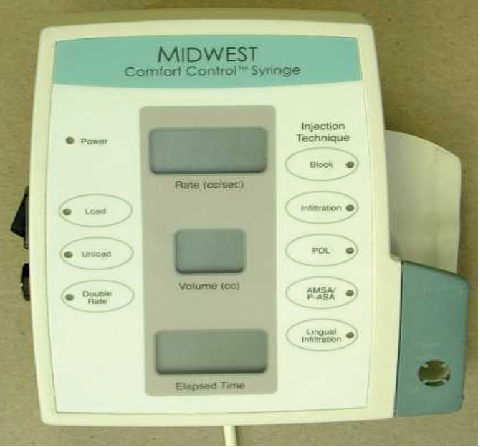 MIDWEST
Comfort Control™ Syringe
Power
Load
Unload
Double
Rate
Rate (cc/sec)
Volume (cc)
Elapsed Time
Injection
Technique
Block
Infiltration
PDL
AMSA/
P-ASA
Lingual
Infiltration